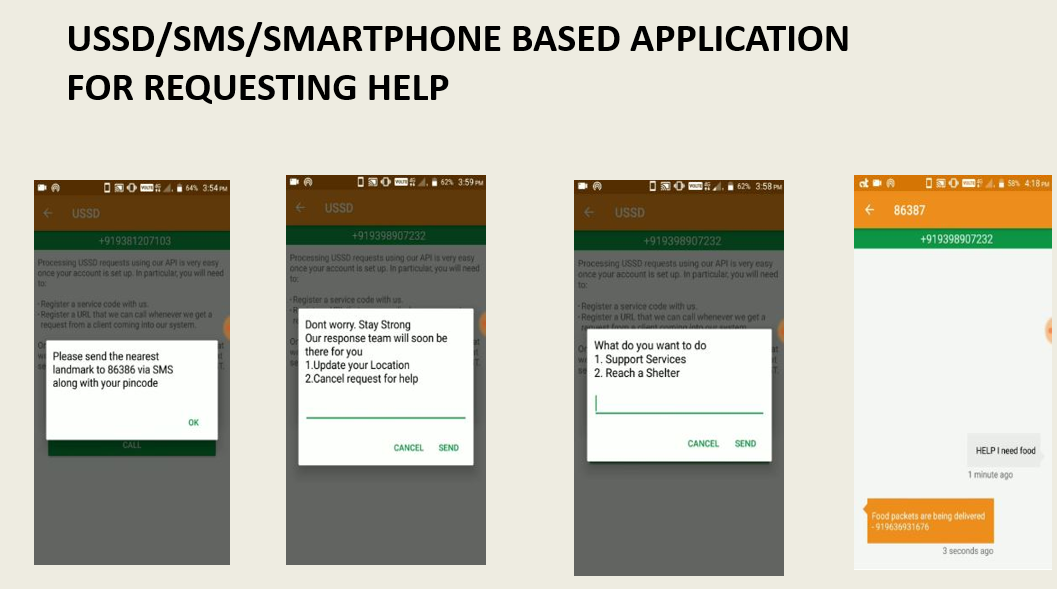 USSD/SMS/SMARTPHONE BASED APPLICATION
FOR REQUESTING HELP
64% 3:54 PM
USSD
+919381207103
Processing USSD requests using our API is very easy
once your account is set up. In particular, you will need
to:
- Register a service code with us.
- Register a URL that we can call whenever we get a
request from a client coming into our system.
Please send the nearest
landmark to 86386 via SMS
along with your pincode
OK
CALL
62% 3:59 PM
USSD
+919398907232
Processing USSD requests using our API is very easy
once your account is set up. In particular, you will need
to:
- Register a service code with us.
Dont worry. Stay Strong
Our response team will soon be
there for you
1.Update your Location
2.Cancel request for help
CANCEL SEND
62% 3:58 PM
USSD
+919398907232
Processing USSD requests using our API is very easy
once your account is set up. In particular, you will need
to:
- Register a service code with us.
- Register a URL that we can call whenever we get a
request from a client coming into our system.
What do you want to do
1. Support Services
2. Reach a Shelter
CANCEL SEND
58% 4:18 PM
86387
+919398907232
HELP I need food
1 minute ago
Food packets are being delivered
- 919636931676
3 seconds ago